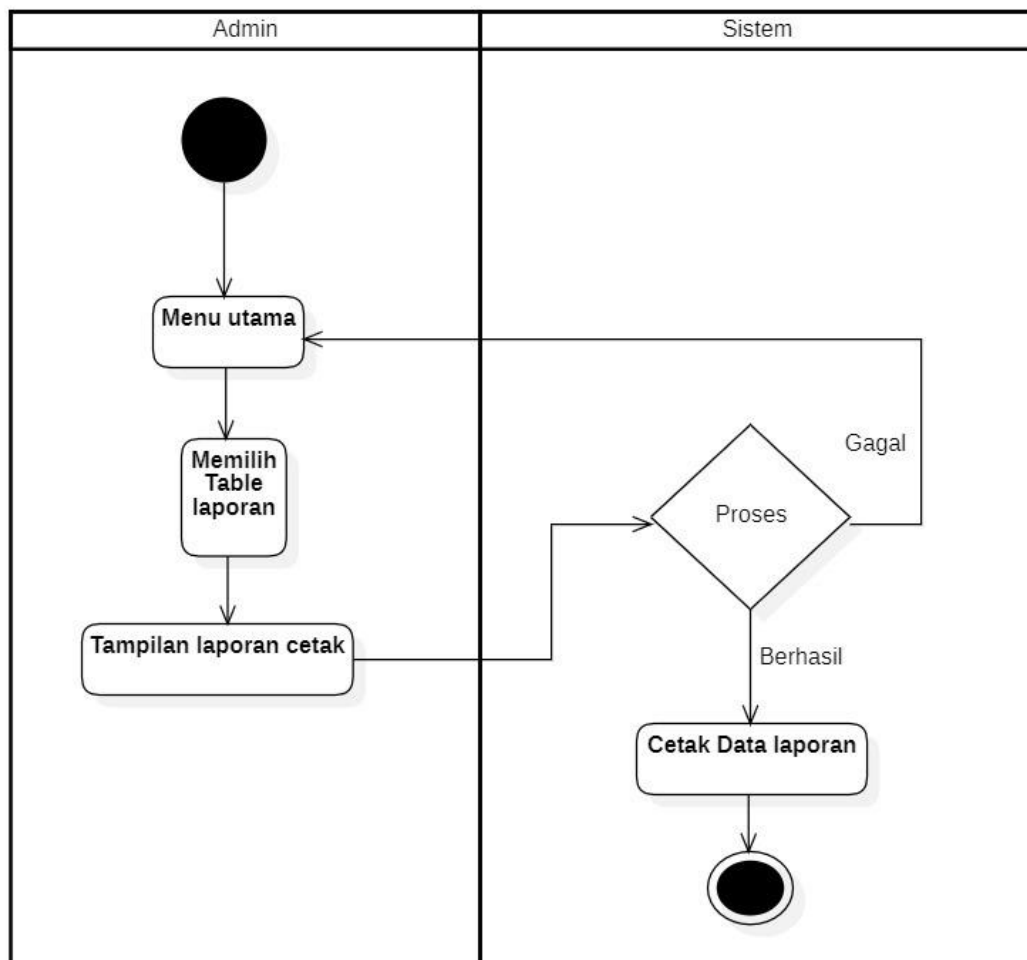 Admin
Sistem
Menu utama
Memilih
Table
laporan
Tampilan laporan cetak
Proses
Gagal
Berhasil
Cetak Data laporan